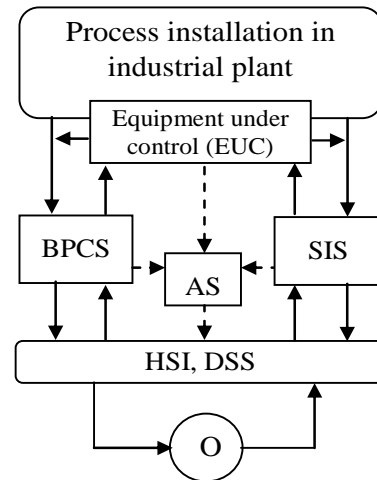 Process installation in
industrial plant
Equipment under
control (EUC)
BPCS
AS
SIS
HSI, DSS
O